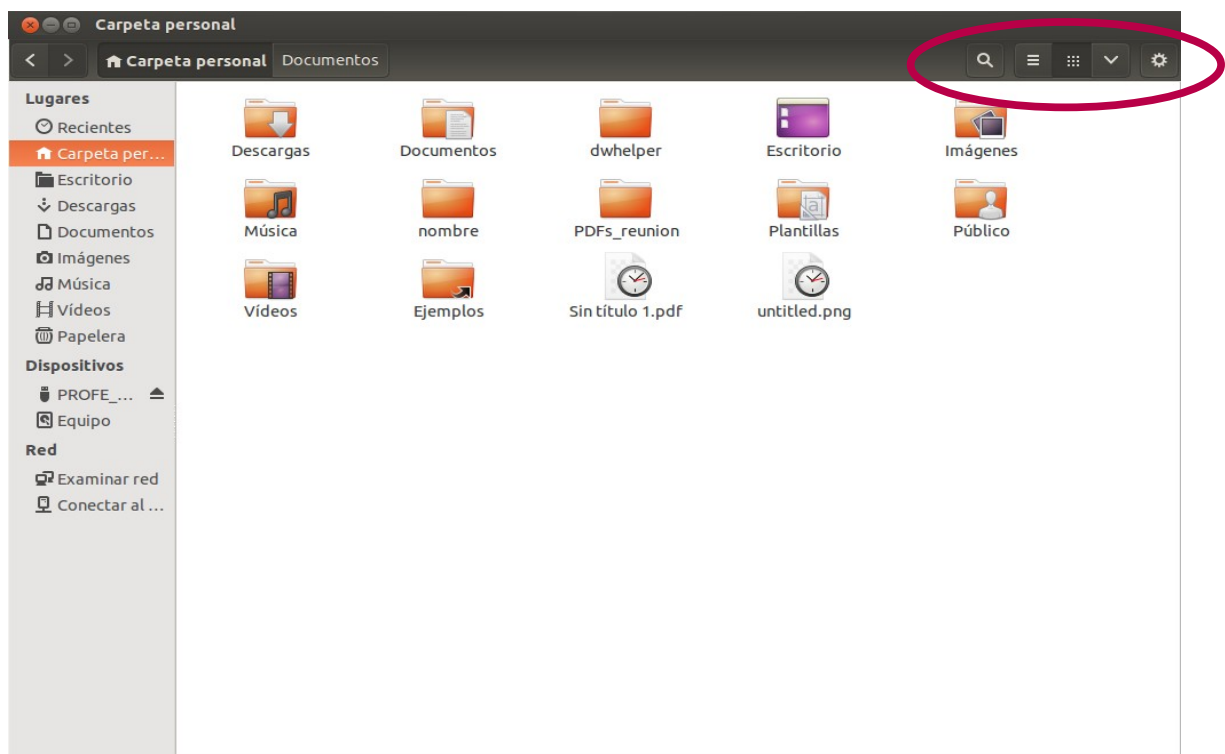 Carpeta personal
Carpeta personal Documentos
Lugares
Recientes
Carpeta per...
Escritorio
Descargas
Documentos
Imágenes
Música
Vídeos
Papelera
Dispositivos
PROFE_...
Equipo
Red
Examinar red
Conectar al ...
Descargas Documentos dwhelper Escritorio Imágenes
Música nombre PDFs_reunion Plantillas Público
Vídeos Ejemplos Sin título 1.pdf untitled.png